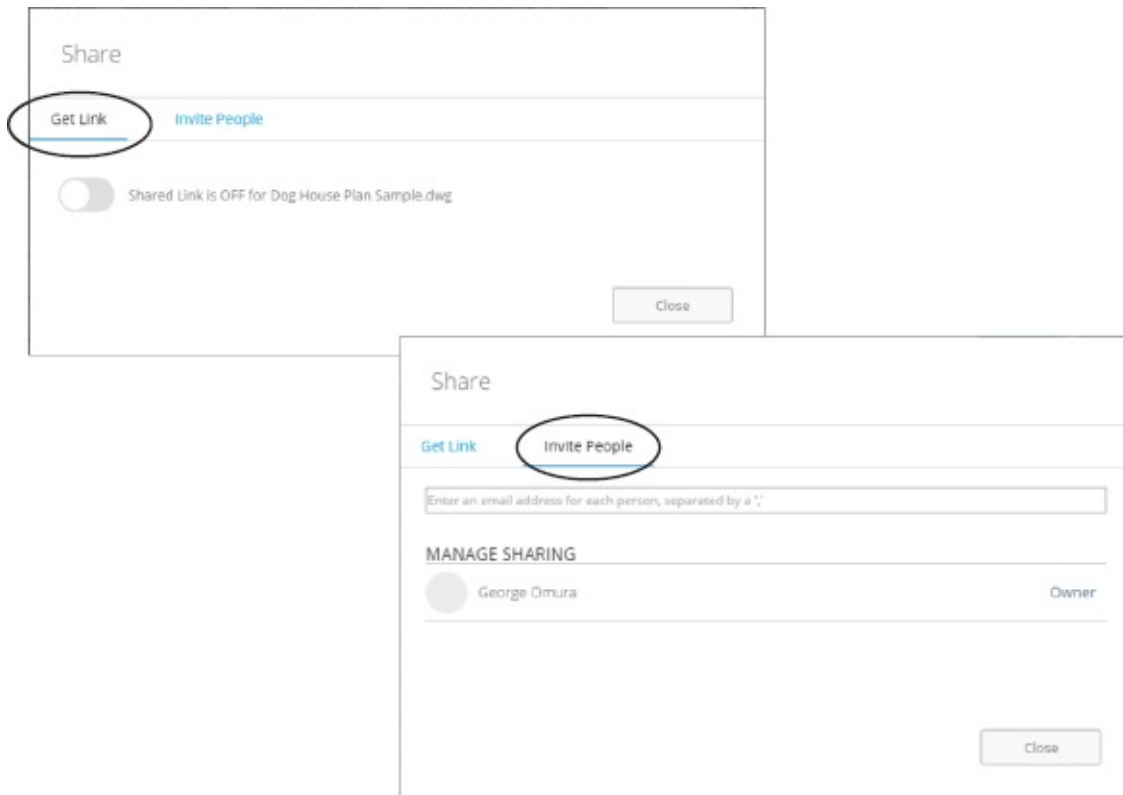 Share
Get Link Invite People
Shared Link is OFF for Dog House Plan Sample.dwg
Close
Share
Get Link Invite People
Enter an email address for each person, separated by a ','
MANAGE SHARING
George Omura Owner
Close